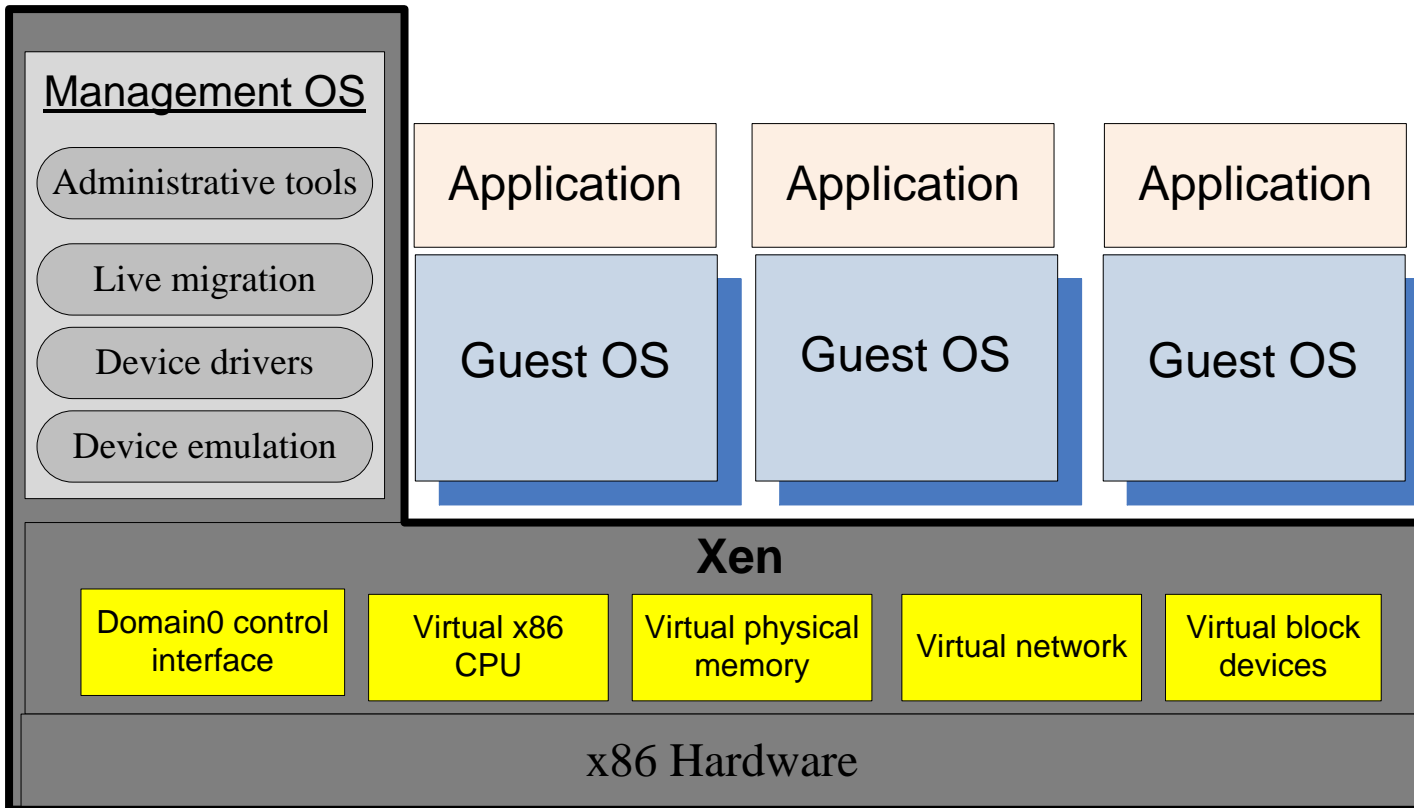 Management OS
Administrative tools
Live migration
Device drivers
Device emulation
Application
Application
Application
Guest OS
Guest OS
Guest OS
Xen
Domain0 control
interface
Virtual x86
CPU
Virtual physical
memory
Virtual network
Virtual block
devices
x86 Hardware